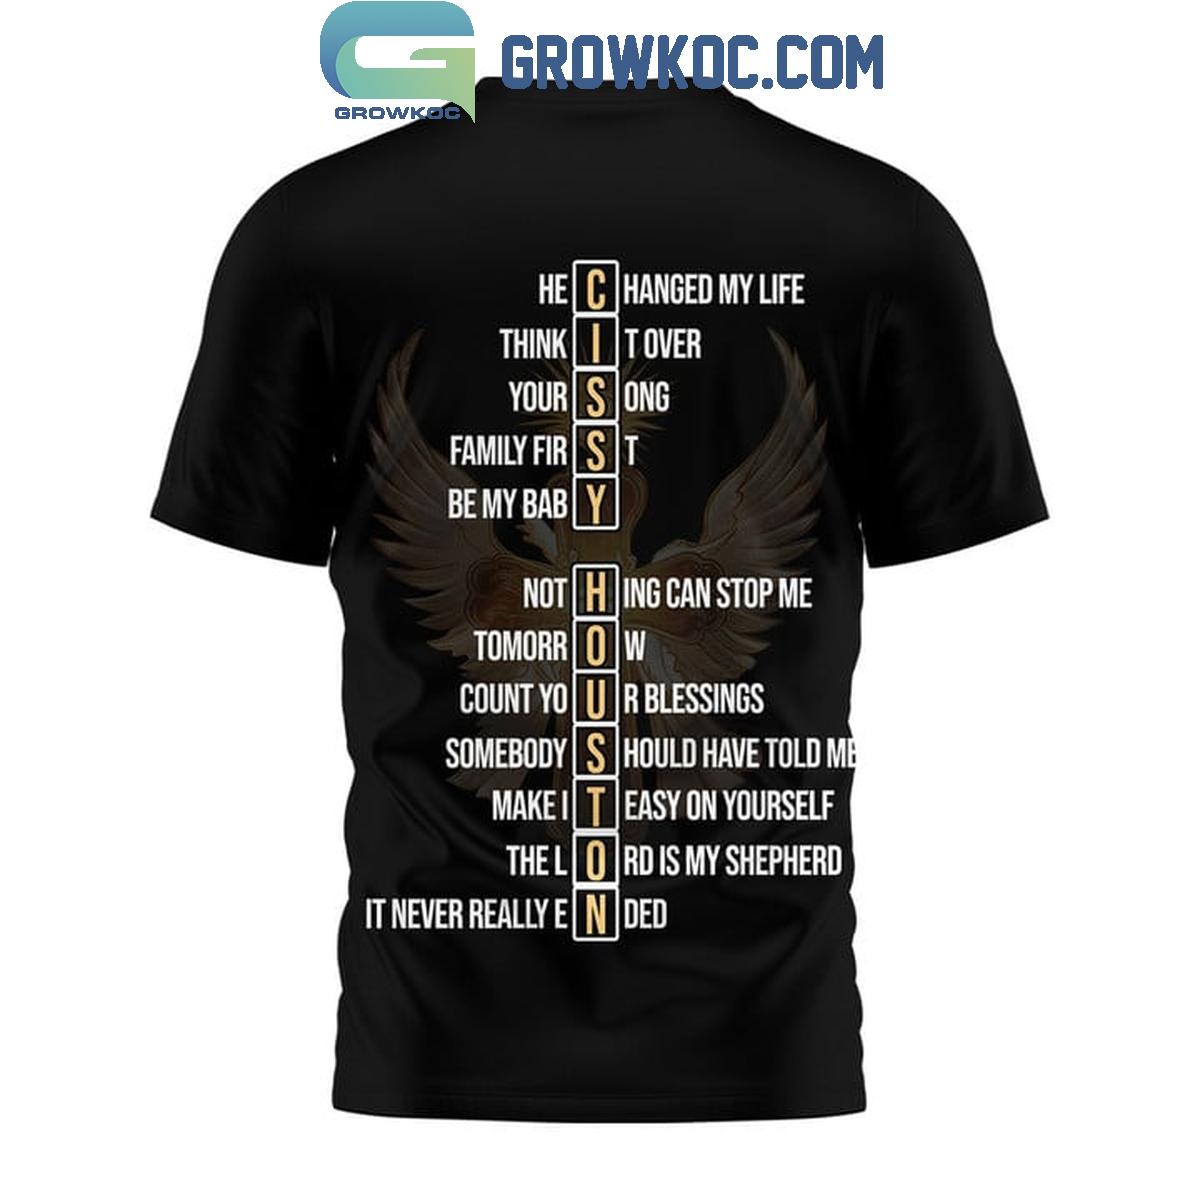 GROWKOC
GROWKOC.COM
HE CHANGED MY LIFE
THINK IT OVER
YOUR SONG
FAMILY FIRST
BE MY BABY
NOTHING CAN STOP ME
TOMORROW
COUNT YOUR BLESSINGS
SOMEBODY SHOULD HAVE TOLD ME
MAKE IT EASY ON YOURSELF
THE LORD IS MY SHEPHERD
IT NEVER REALLY ENDED